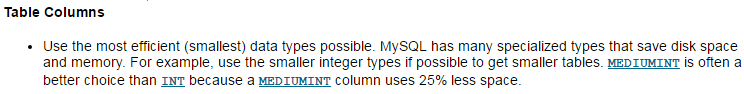 Table Columns
• Use the most efficient (smallest) data types possible. MySQL has many specialized types that save disk space
and memory. For example, use the smaller integer types if possible to get smaller tables. MEDIUMINT is often a
better choice than INT because a MEDIUMINT column uses 25% less space.